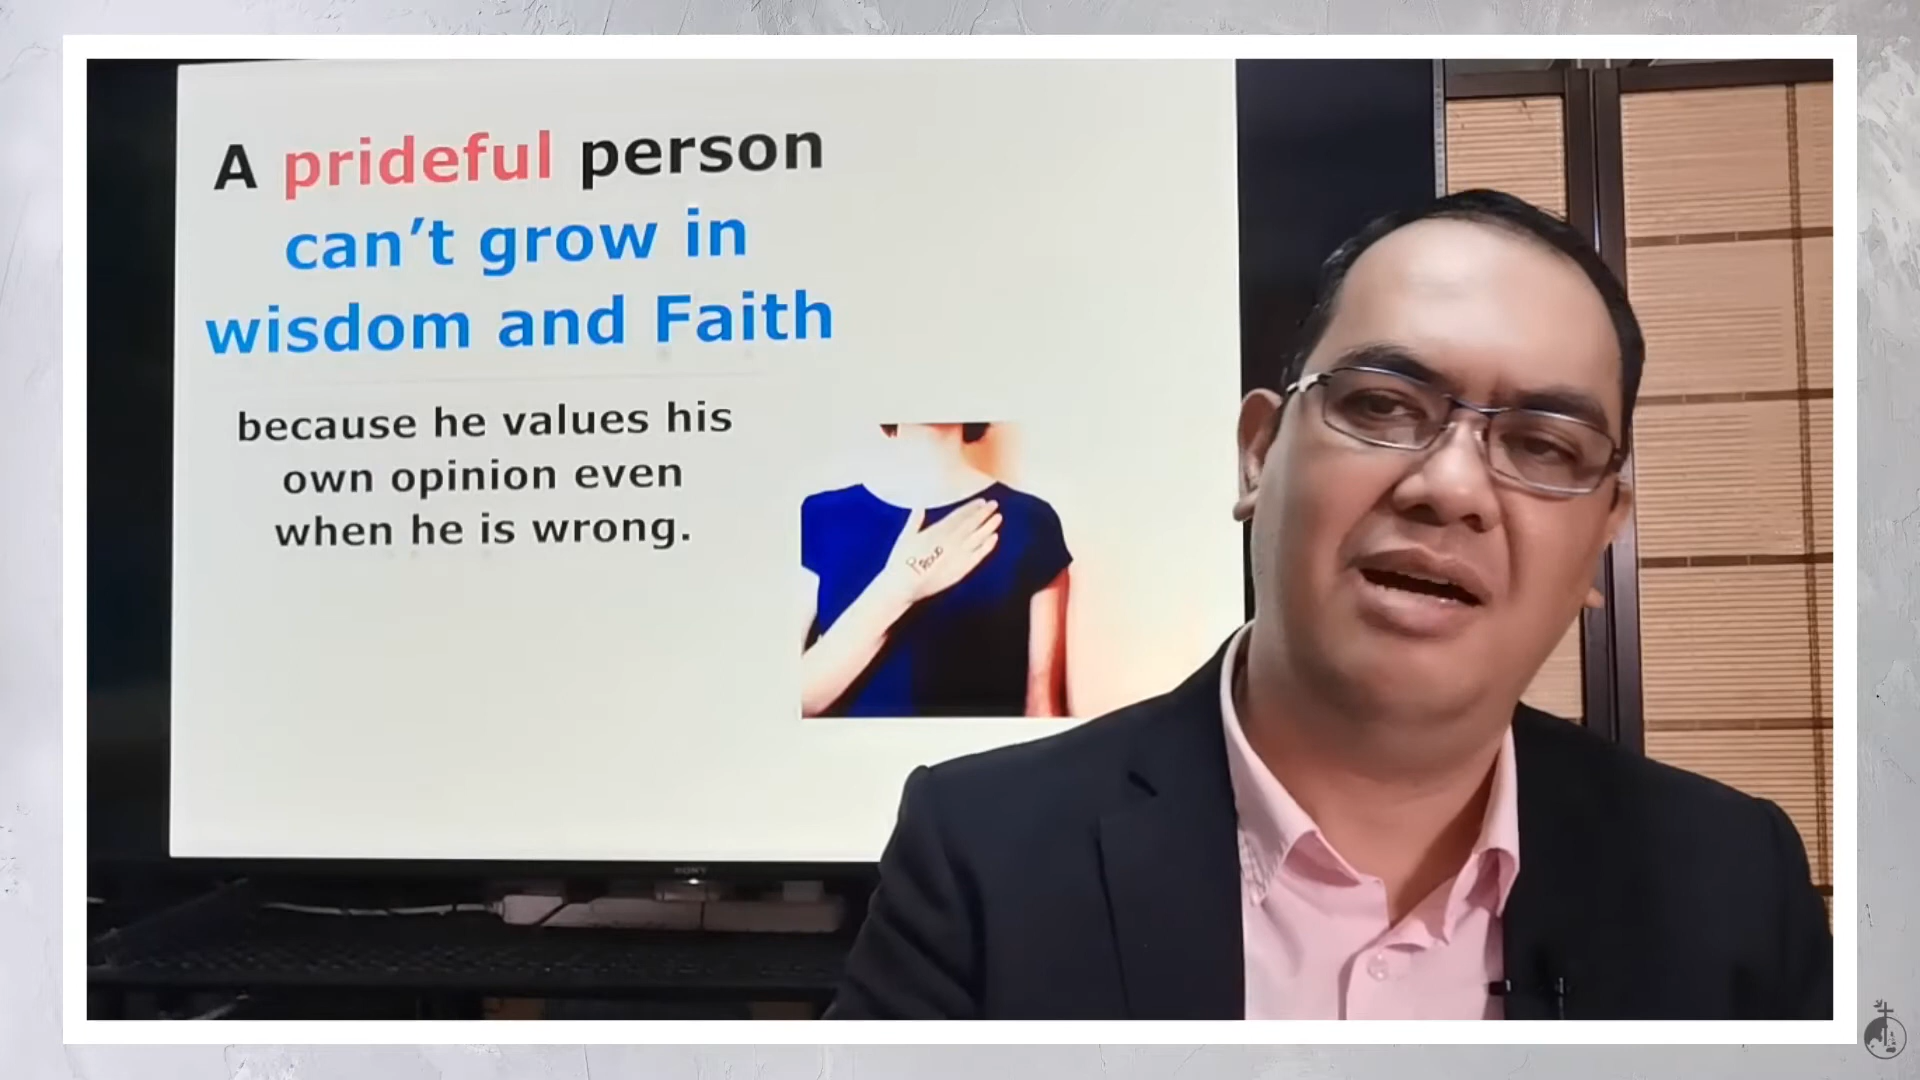 A prideful person
can’t grow in
wisdom and Faith
because he values his
own opinion even
when he is wrong.
Proud
SONY